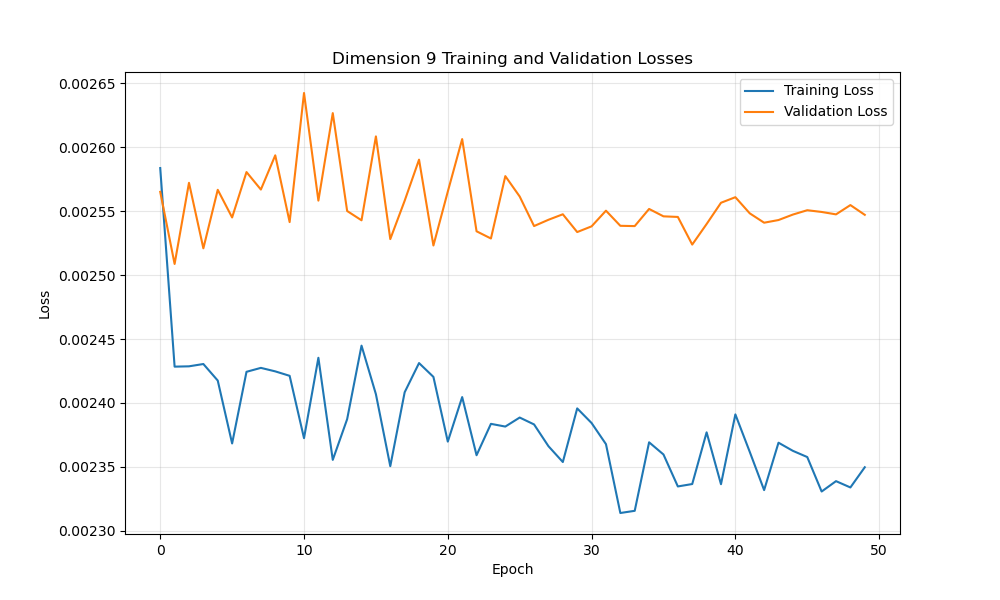 Dimension 9 Training and Validation Losses
Training Loss
Validation Loss
0.00265
0.00260
0.00255
0.00250
0.00245
0.00240
0.00235
0.00230
Loss
0 10 20 30 40 50
Epoch